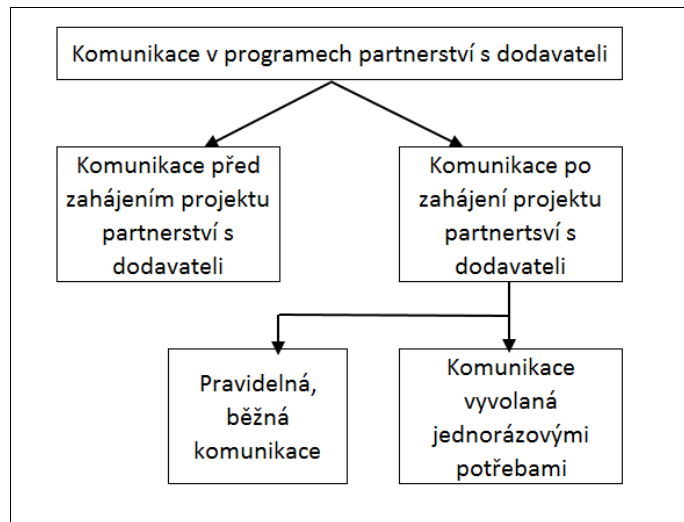 Komunikace v programech partnerství s dodavateli
Komunikace před
zahájením projektu
partnerství s
dodavateli
Komunikace po
zahájení projektu
partnertsví s
dodavateli
Pravidelná,
běžná
komunikace
Komunikace
vyvolaná
jednorázovými
potřebami